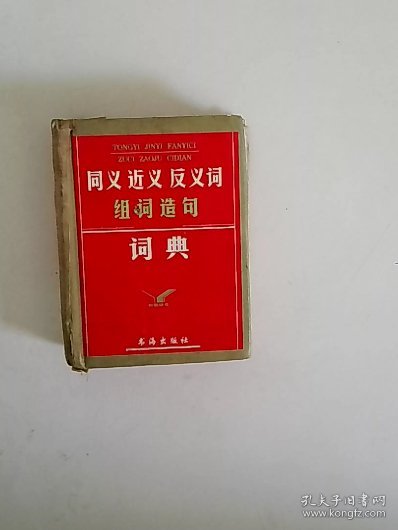 TONGYI JINYI FANYICI
ZUCI ZAOJU CIDIAN
同义 近义 反义词
组词造句
词典
书海出版社
孔夫子旧书网
www.kongfz.com